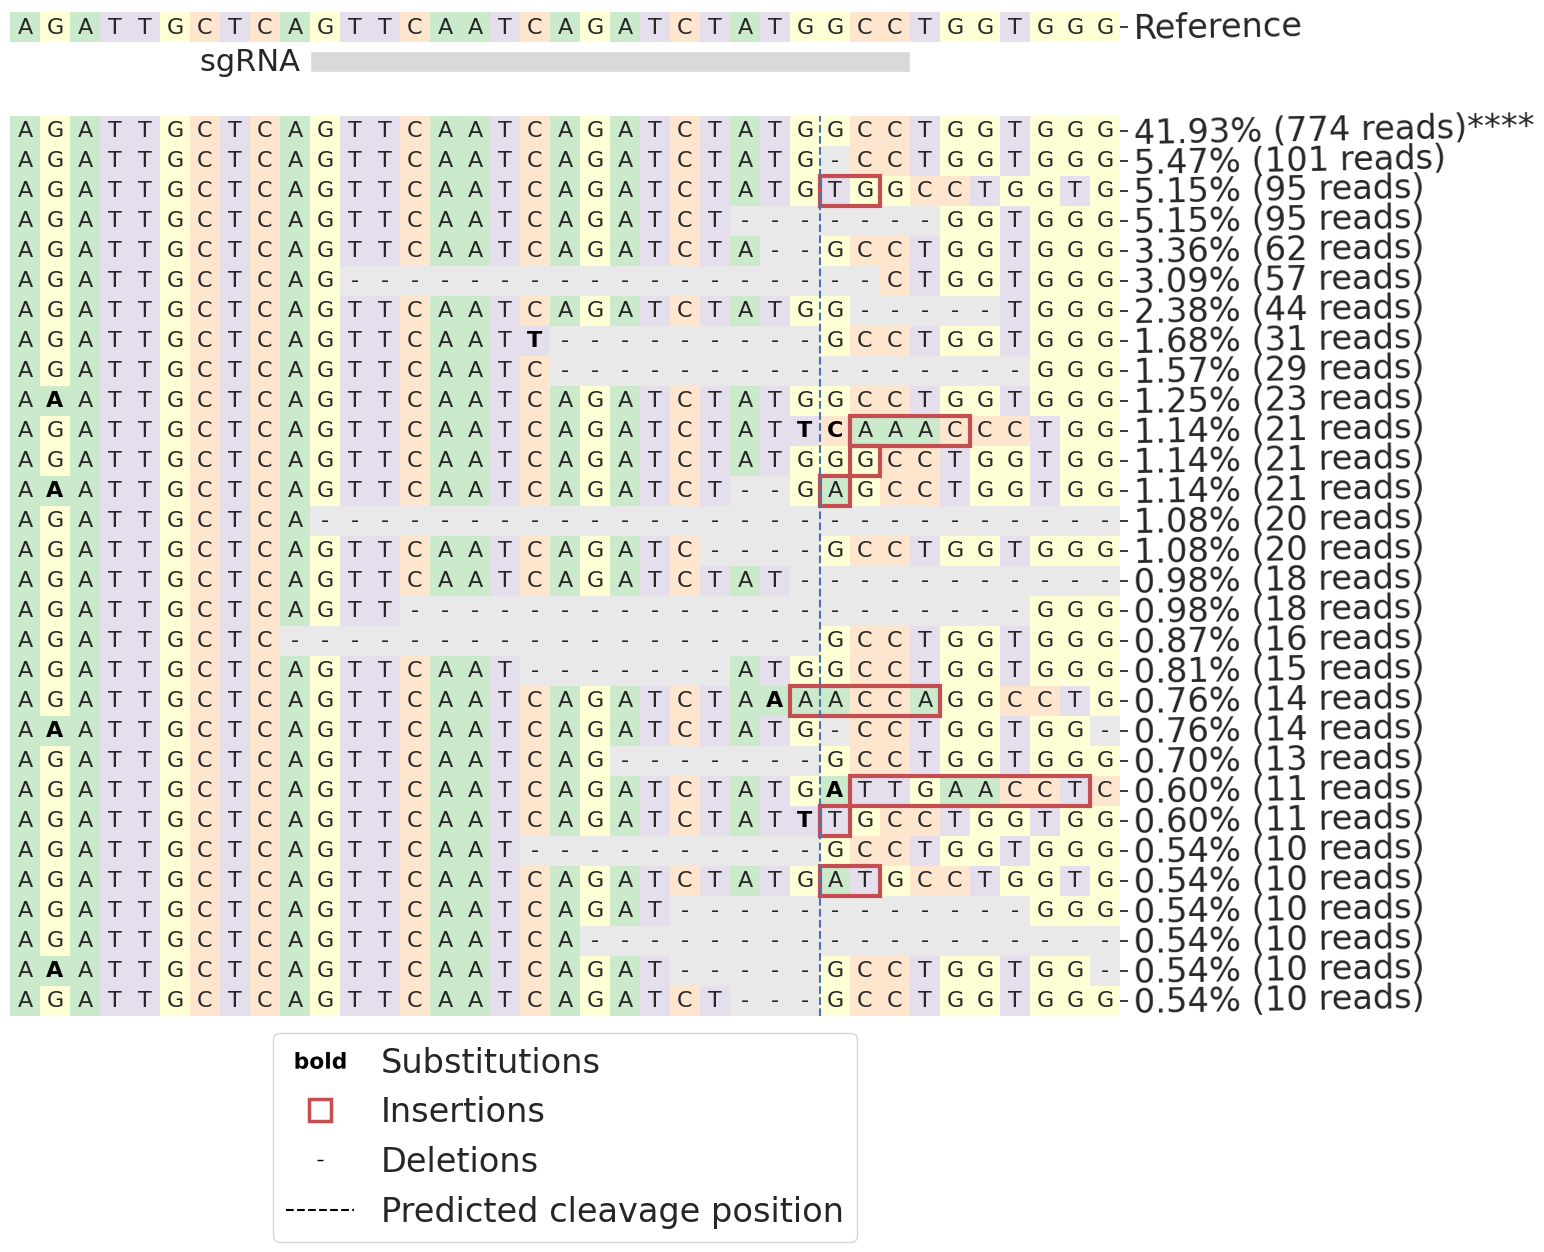 A G A T T G C T C A G T T C A A T C A G A T C T A T G G C C T G G T G G G - Reference
sgRNA
A G A T T G C T C A G T T C A A T C A G A T C T A T G G C C T G G T G G G - 41.93% (774 reads)****
A G A T T G C T C A G T T C A A T C A G A T C T A T G - C C T G G T G G G - 5.47% (101 reads)
A G A T T G C T C A G T T C A A T C A G A T C T A T G T G G C C T G G T G - 5.15% (95 reads)
A G A T T G C T C A G T T C A A T C A G A T C T - - - - - - - G G T G G G - 5.15% (95 reads)
A G A T T G C T C A G T T C A A T C A G A T C T A - - G C C T G G T G G G - 3.36% (62 reads)
A G A T T G C T C A G - - - - - - - - - - - - - - - - - - C T G G T G G G - 3.09% (57 reads)
A G A T T G C T C A G T T C A A T C A G A T C T A T G G - - - - - T G G G - 2.38% (44 reads)
A G A T T G C T C A G T T C A A T T - - - - - - - - - G C C T G G T G G G - 1.68% (31 reads)
A G A T T G C T C A G T T C A A T C - - - - - - - - - - - - - - - - G G G - 1.57% (29 reads)
A A A T T G C T C A G T T C A A T C A G A T C T A T G G C C T G G T G G G - 1.25% (23 reads)
A G A T T G C T C A G T T C A A T C A G A T C T A T T C A A A C C C T G G - 1.14% (21 reads)
A G A T T G C T C A G T T C A A T C A G A T C T A T G G G C C T G G T G G - 1.14% (21 reads)
A A A T T G C T C A G T T C A A T C A G A T C T - - G A G C C T G G T G G - 1.14% (21 reads)
A G A T T G C T C A - - - - - - - - - - - - - - - - - - - - - - - - - - - - 1.08% (20 reads)
A G A T T G C T C A G T T C A A T C A G A T C - - - - G C C T G G T G G G - 1.08% (20 reads)
A G A T T G C T C A G T T C A A T C A G A T C T A T - - - - - - - - - - - - 0.98% (18 reads)
A G A T T G C T C A G T T - - - - - - - - - - - - - - - - - - - - - G G G - 0.98% (18 reads)
A G A T T G C T C - - - - - - - - - - - - - - - - - - G C C T G G T G G G - 0.87% (16 reads)
A G A T T G C T C A G T T C A A T - - - - - - - A T G G C C T G G T G G G - 0.81% (15 reads)
A G A T T G C T C A G T T C A A T C A G A T C T A A A A C C A G G C C T G - 0.76% (14 reads)
A A A T T G C T C A G T T C A A T C A G A T C T A T G - C C T G G T G G - - 0.76% (14 reads)
A G A T T G C T C A G T T C A A T C A G - - - - - - - G C C T G G T G G G - 0.70% (13 reads)
A G A T T G C T C A G T T C A A T C A G A T C T A T G A T T G A A C C T C - 0.60% (11 reads)
A G A T T G C T C A G T T C A A T C A G A T C T A T T T G C C T G G T G G - 0.60% (11 reads)
A G A T T G C T C A G T T C A A T - - - - - - - - - - G C C T G G T G G G - 0.54% (10 reads)
A G A T T G C T C A G T T C A A T C A G A T C T A T G A T G C C T G G T G - 0.54% (10 reads)
A G A T T G C T C A G T T C A A T C A G A T - - - - - - - - - - - - G G G - 0.54% (10 reads)
A G A T T G C T C A G T T C A A T C A - - - - - - - - - - - - - - - - - - - 0.54% (10 reads)
A A A T T G C T C A G T T C A A T C A G A T - - - - - G C C T G G T G G - - 0.54% (10 reads)
A G A T T G C T C A G T T C A A T C A G A T C T - - - G C C T G G T G G G - 0.54% (10 reads)
bold Substitutions
Insertions
- Deletions
Predicted cleavage position